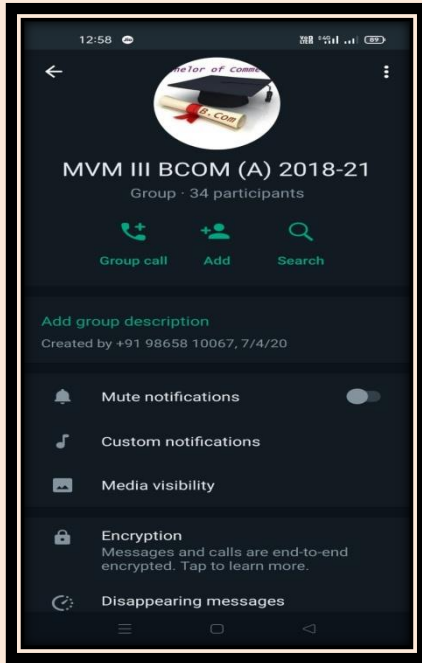 12:58
89
Bachelor of Comme
B.Com
MVM III BCOM (A) 2018-21
Group · 34 participants
Group call Add Search
Add group description
Created by +91 98658 10067, 7/4/20
Mute notifications
Custom notifications
Media visibility
Encryption
Messages and calls are end-to-end
encrypted. Tap to learn more.
Disappearing messages